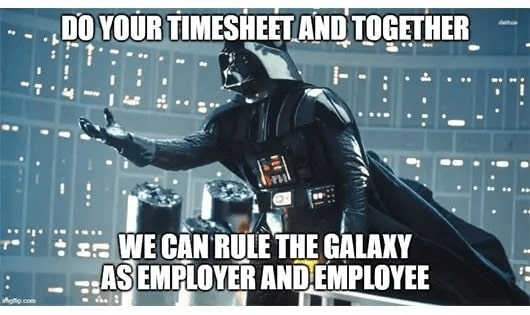 DO YOUR TIMESHEET AND TOGETHER
WE CAN RULE THE GALAXY
AS EMPLOYER AND EMPLOYEE
imgflip.com